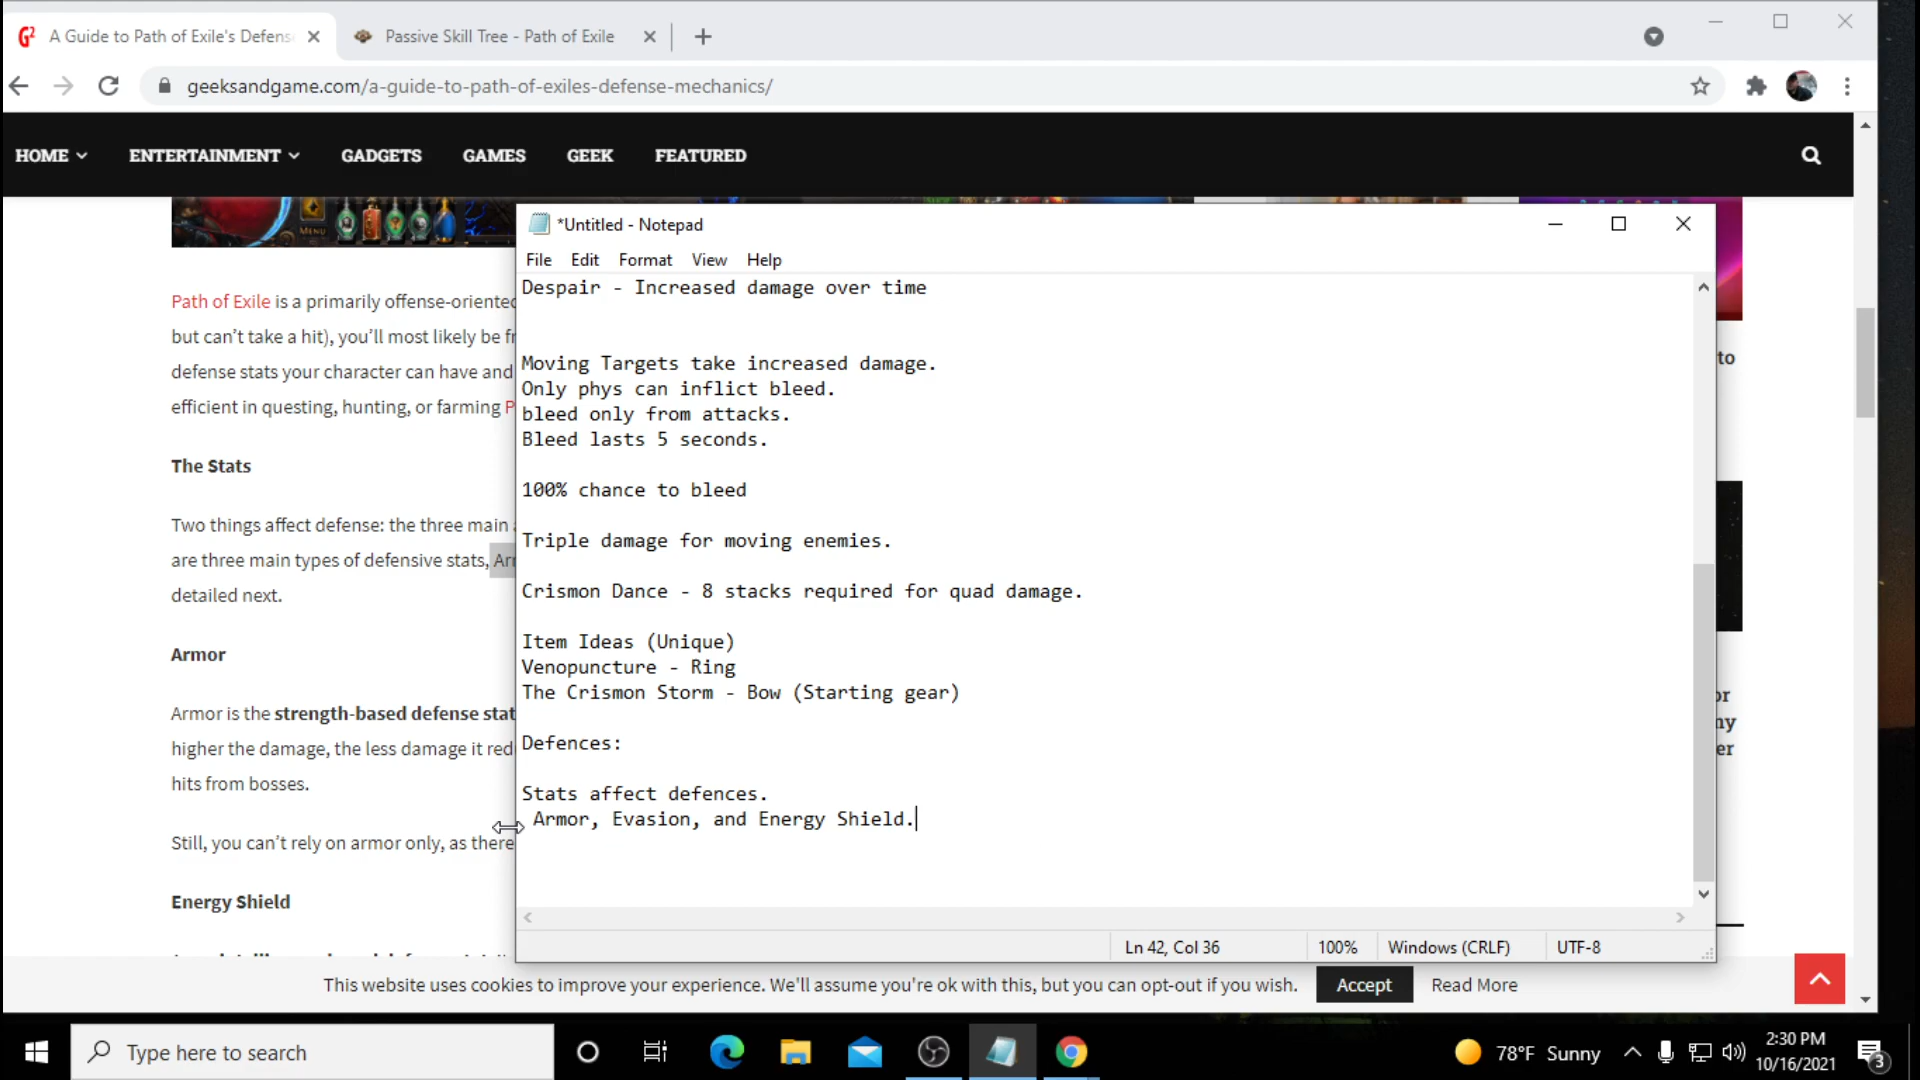 A Guide to Path of Exile's Defens
Passive Skill Tree - Path of Exile
geeksandgame.com/a-guide-to-path-of-exiles-defense-mechanics/
HOME ENTERTAINMENT GADGETS GAMES GEEK FEATURED
MENU
Path of Exile is a primarily offense-oriented
but can't take a hit), you'll most likely be
defense stats your character can have and
efficient in questing, hunting, or farming
The Stats
Two things affect defense: the three main
are three main types of defensive stats,
detailed next.
Armor
Armor is the strength-based defense stat
higher the damage, the less damage it
hits from bosses.
Still, you can't rely on armor only, as there
Energy Shield
to
or
my
er
*Untitled - Notepad
File Edit Format View Help
Despair - Increased damage over time
Moving Targets take increased damage.
Only phys can inflict bleed.
bleed only from attacks.
Bleed lasts 5 seconds.
100% chance to bleed
Triple damage for moving enemies.
Crismon Dance - 8 stacks required for quad damage.
Item Ideas (Unique)
Venopuncture - Ring
The Crismon Storm - Bow (Starting gear)
Defences:
Stats affect defences.
Armor, Evasion, and Energy Shield.
Ln 42, Col 36 100% Windows (CRLF) UTF-8
This website uses cookies to improve your experience. We'll assume you're ok with this, but you can opt-out if you wish. Accept Read More
Type here to search
78°F Sunny
2:30 PM
10/16/2021
3